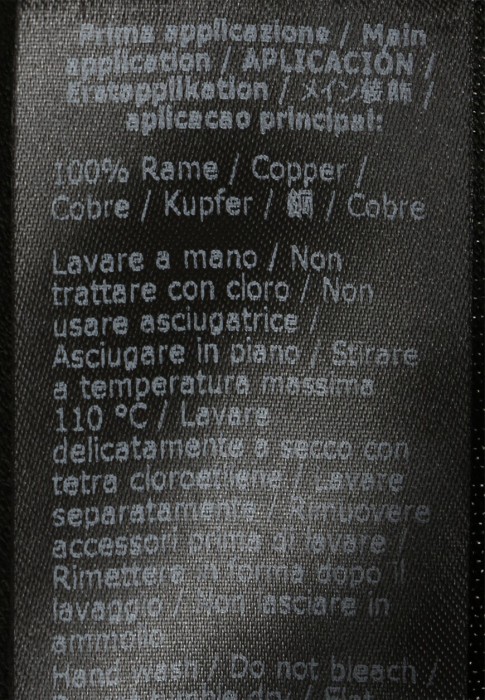 Prima applicazione / Main
application / APLICACIÓN /
Erstapplikation / メイン装飾 /
aplicacao principal:
100% Rame / Copper /
Cobre / Kupfer / 銅 / Cobre
Lavare a mano / Non
trattare con cloro / Non
usare asciugatrice /
Asciugare in piano / Stirare
a temperatura massima
110 °C / Lavare
delicatamente a secco con
tetra cloroetilene / Lavare
separatamente / Rimuovere
accessori prima di lavare /
Rimettere in forma dopo il
lavaggio / Non lasciare in
ammollo
Hand wash / Do not bleach /